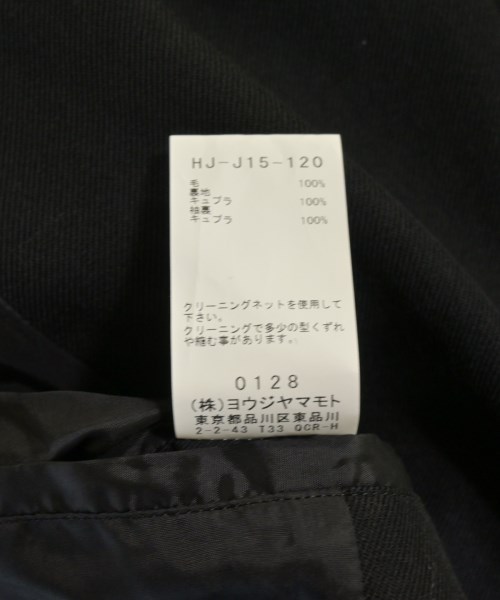 HJ-J15-120
毛 100%
裏地
キュプラ 100%
袖裏
キュプラ 100%
クリーニングネットを使用して
下さい。
クリーニングで多少の型くずれ
や縮む事があります。
0128
(株)ヨウジヤマモト
東京都品川区東品川
2-2-43 T33 QCR-H